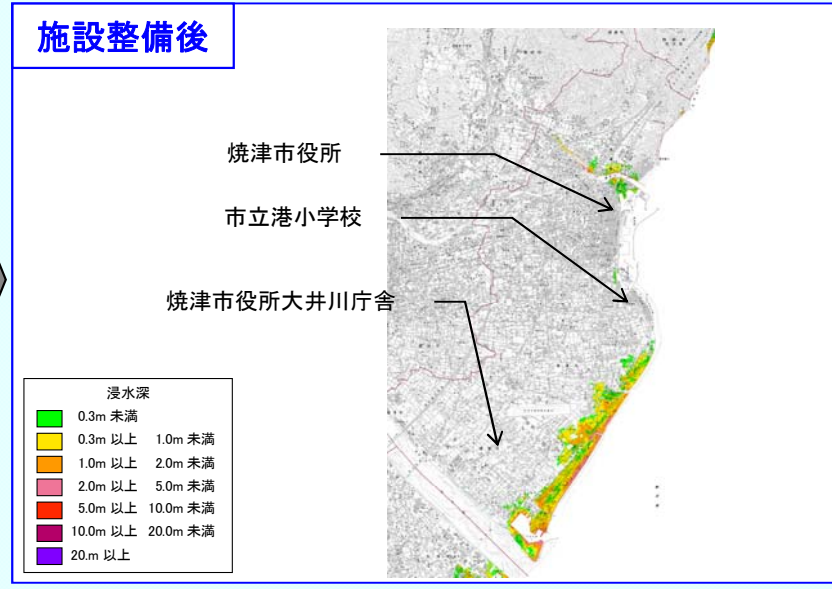 施設整備後
焼津市役所
市立港小学校
焼津市役所大井川庁舎
浸水深
0.3m 未満
0.3m 以上 1.0m 未満
1.0m 以上 2.0m 未満
2.0m 以上 5.0m 未満
5.0m 以上 10.0m 未満
10.0m 以上 20.0m 未満
20.m 以上